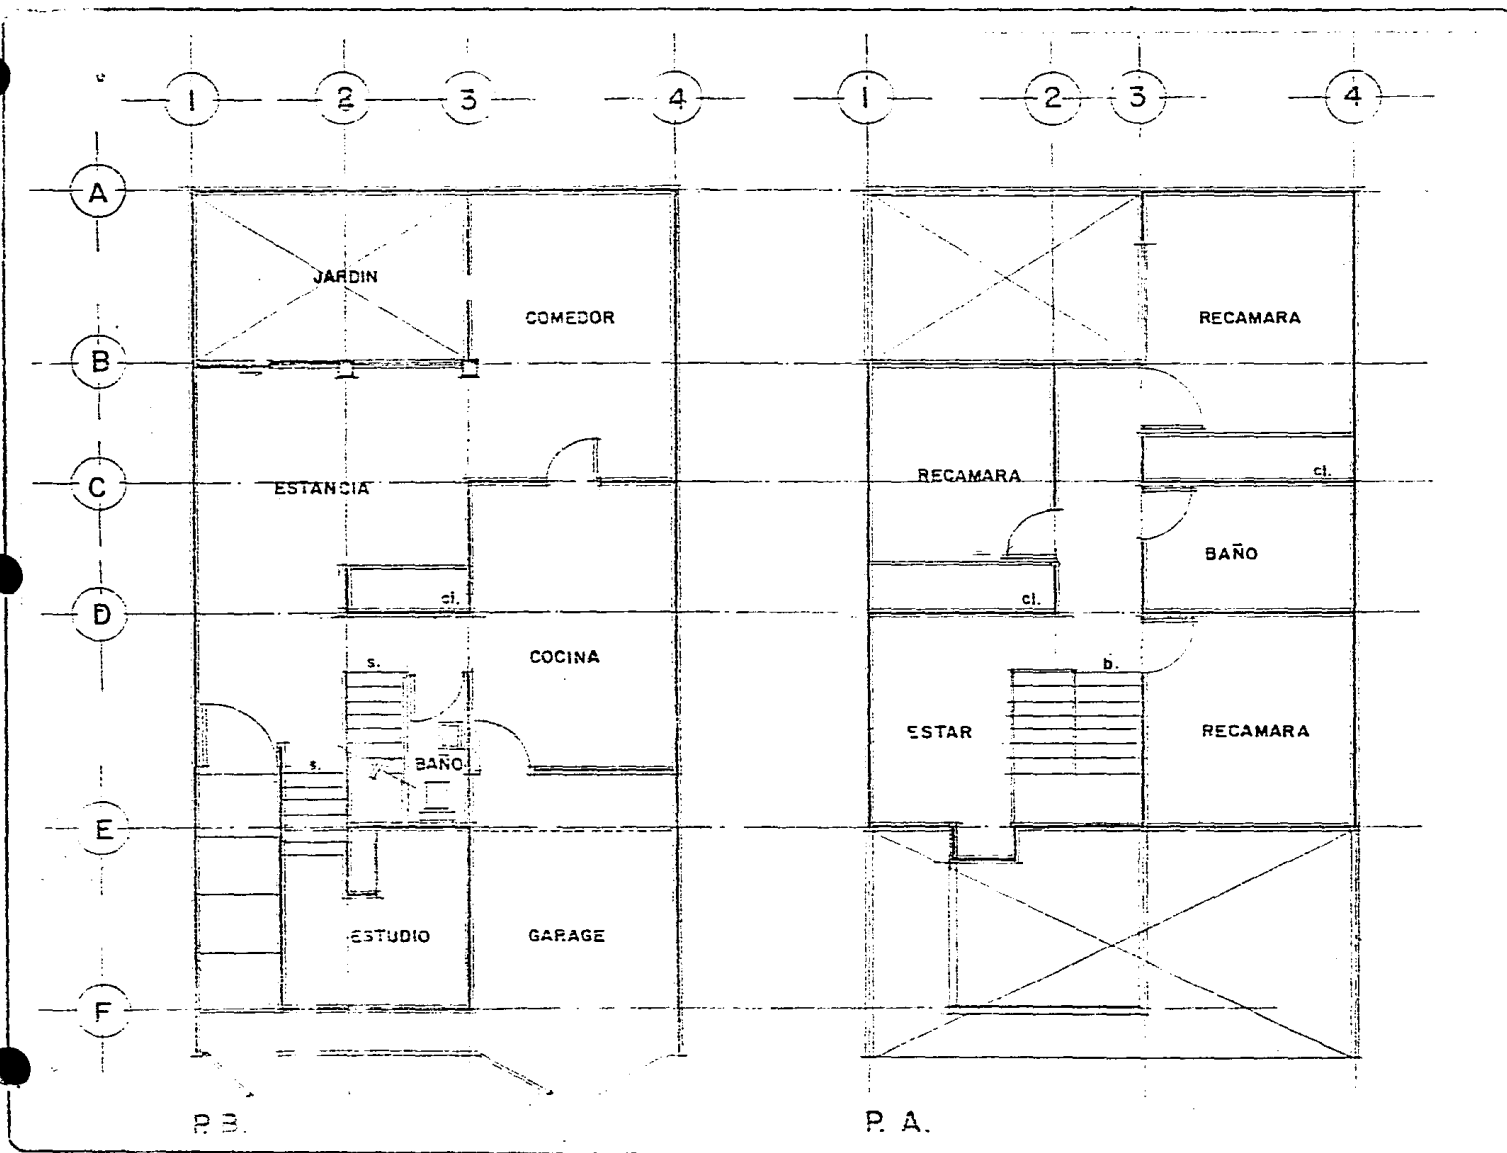 1 2 3 4 1 2 3 4
A
JARDIN
COMEDOR
RECAMARA
B
C
ESTANCIA
RECAMARA
cl.
BAÑO
cl.
cl.
D
s.
COCINA
b.
ESTAR
RECAMARA
s.
BAÑO
E
ESTUDIO
GARAGE
F
P. B.
P. A.